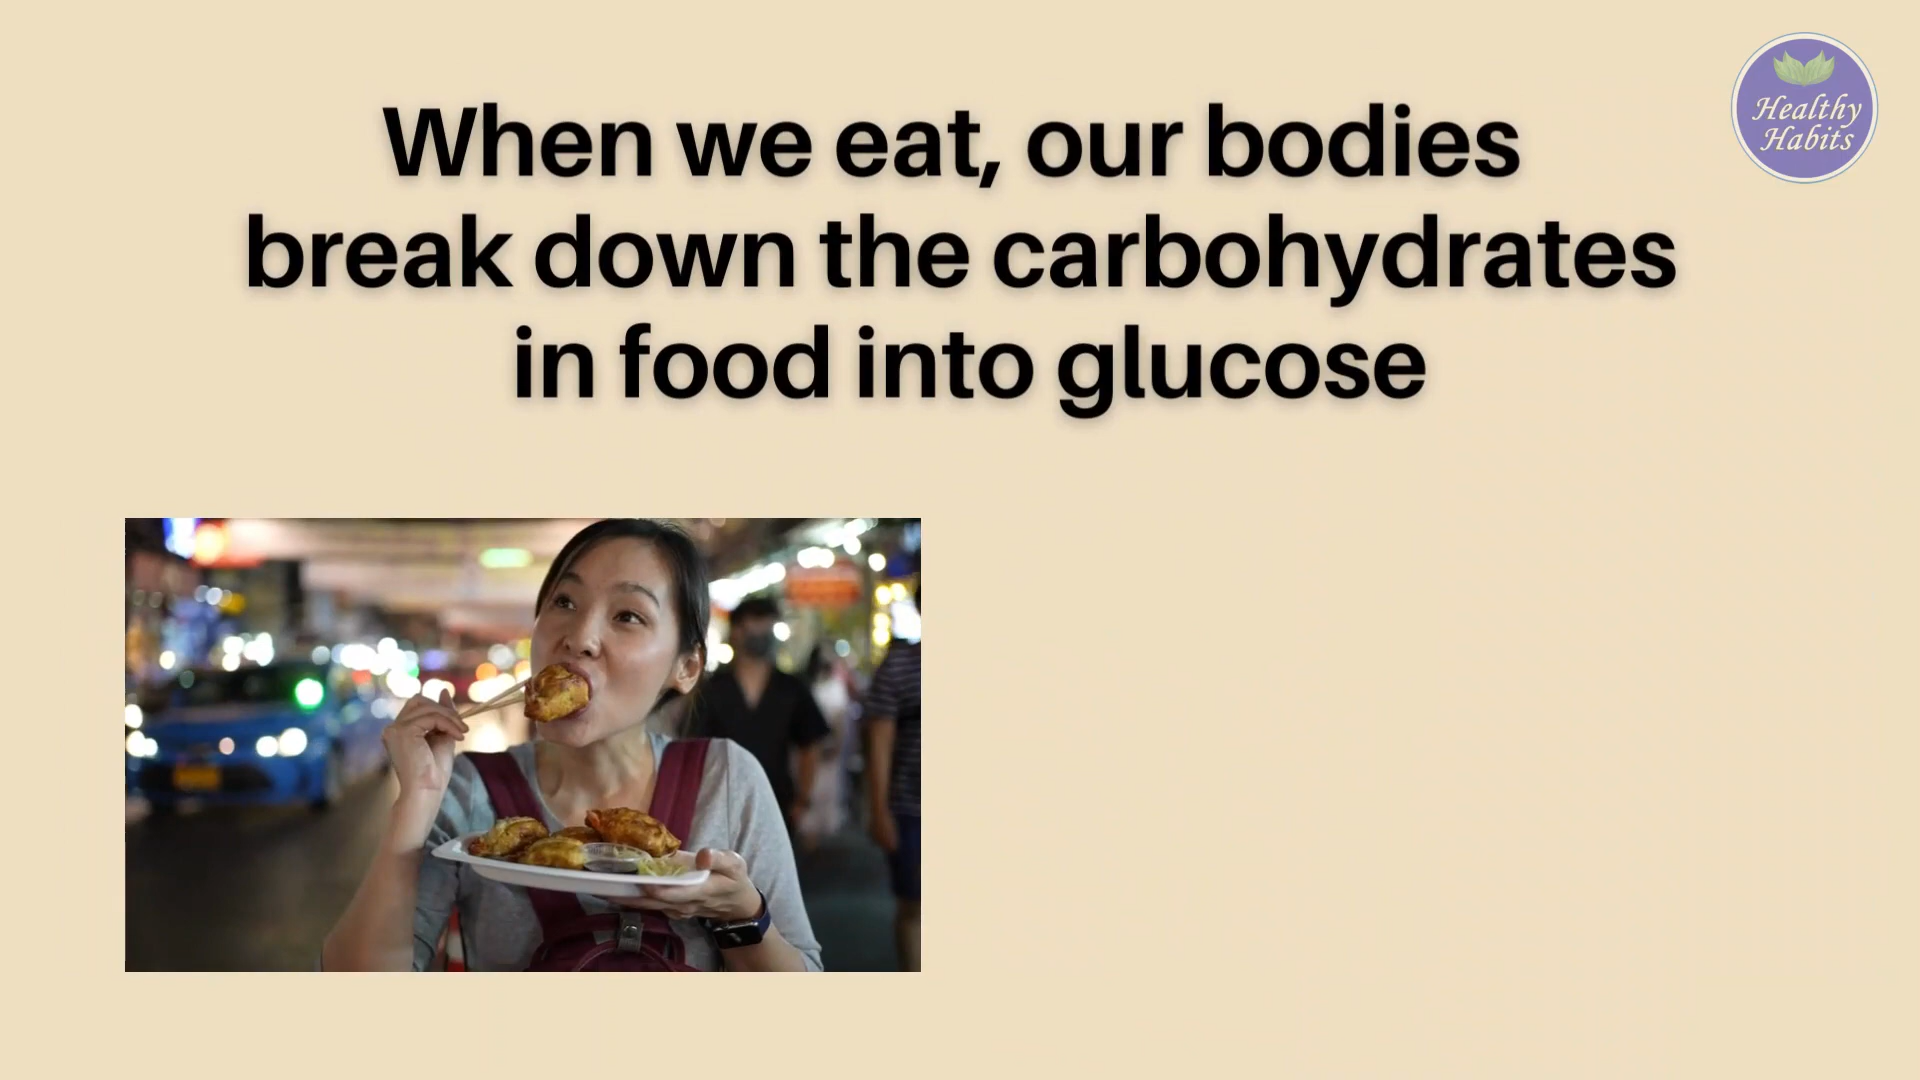 When we eat, our bodies
break down the carbohydrates
in food into glucose
Healthy
Habits